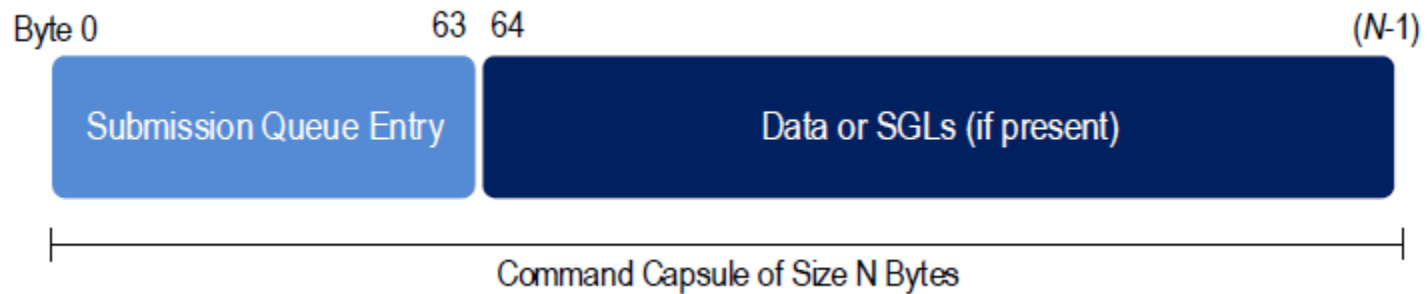 Byte 0 63 64 (N-1)
Submission Queue Entry Data or SGLs (if present)
Command Capsule of Size N Bytes